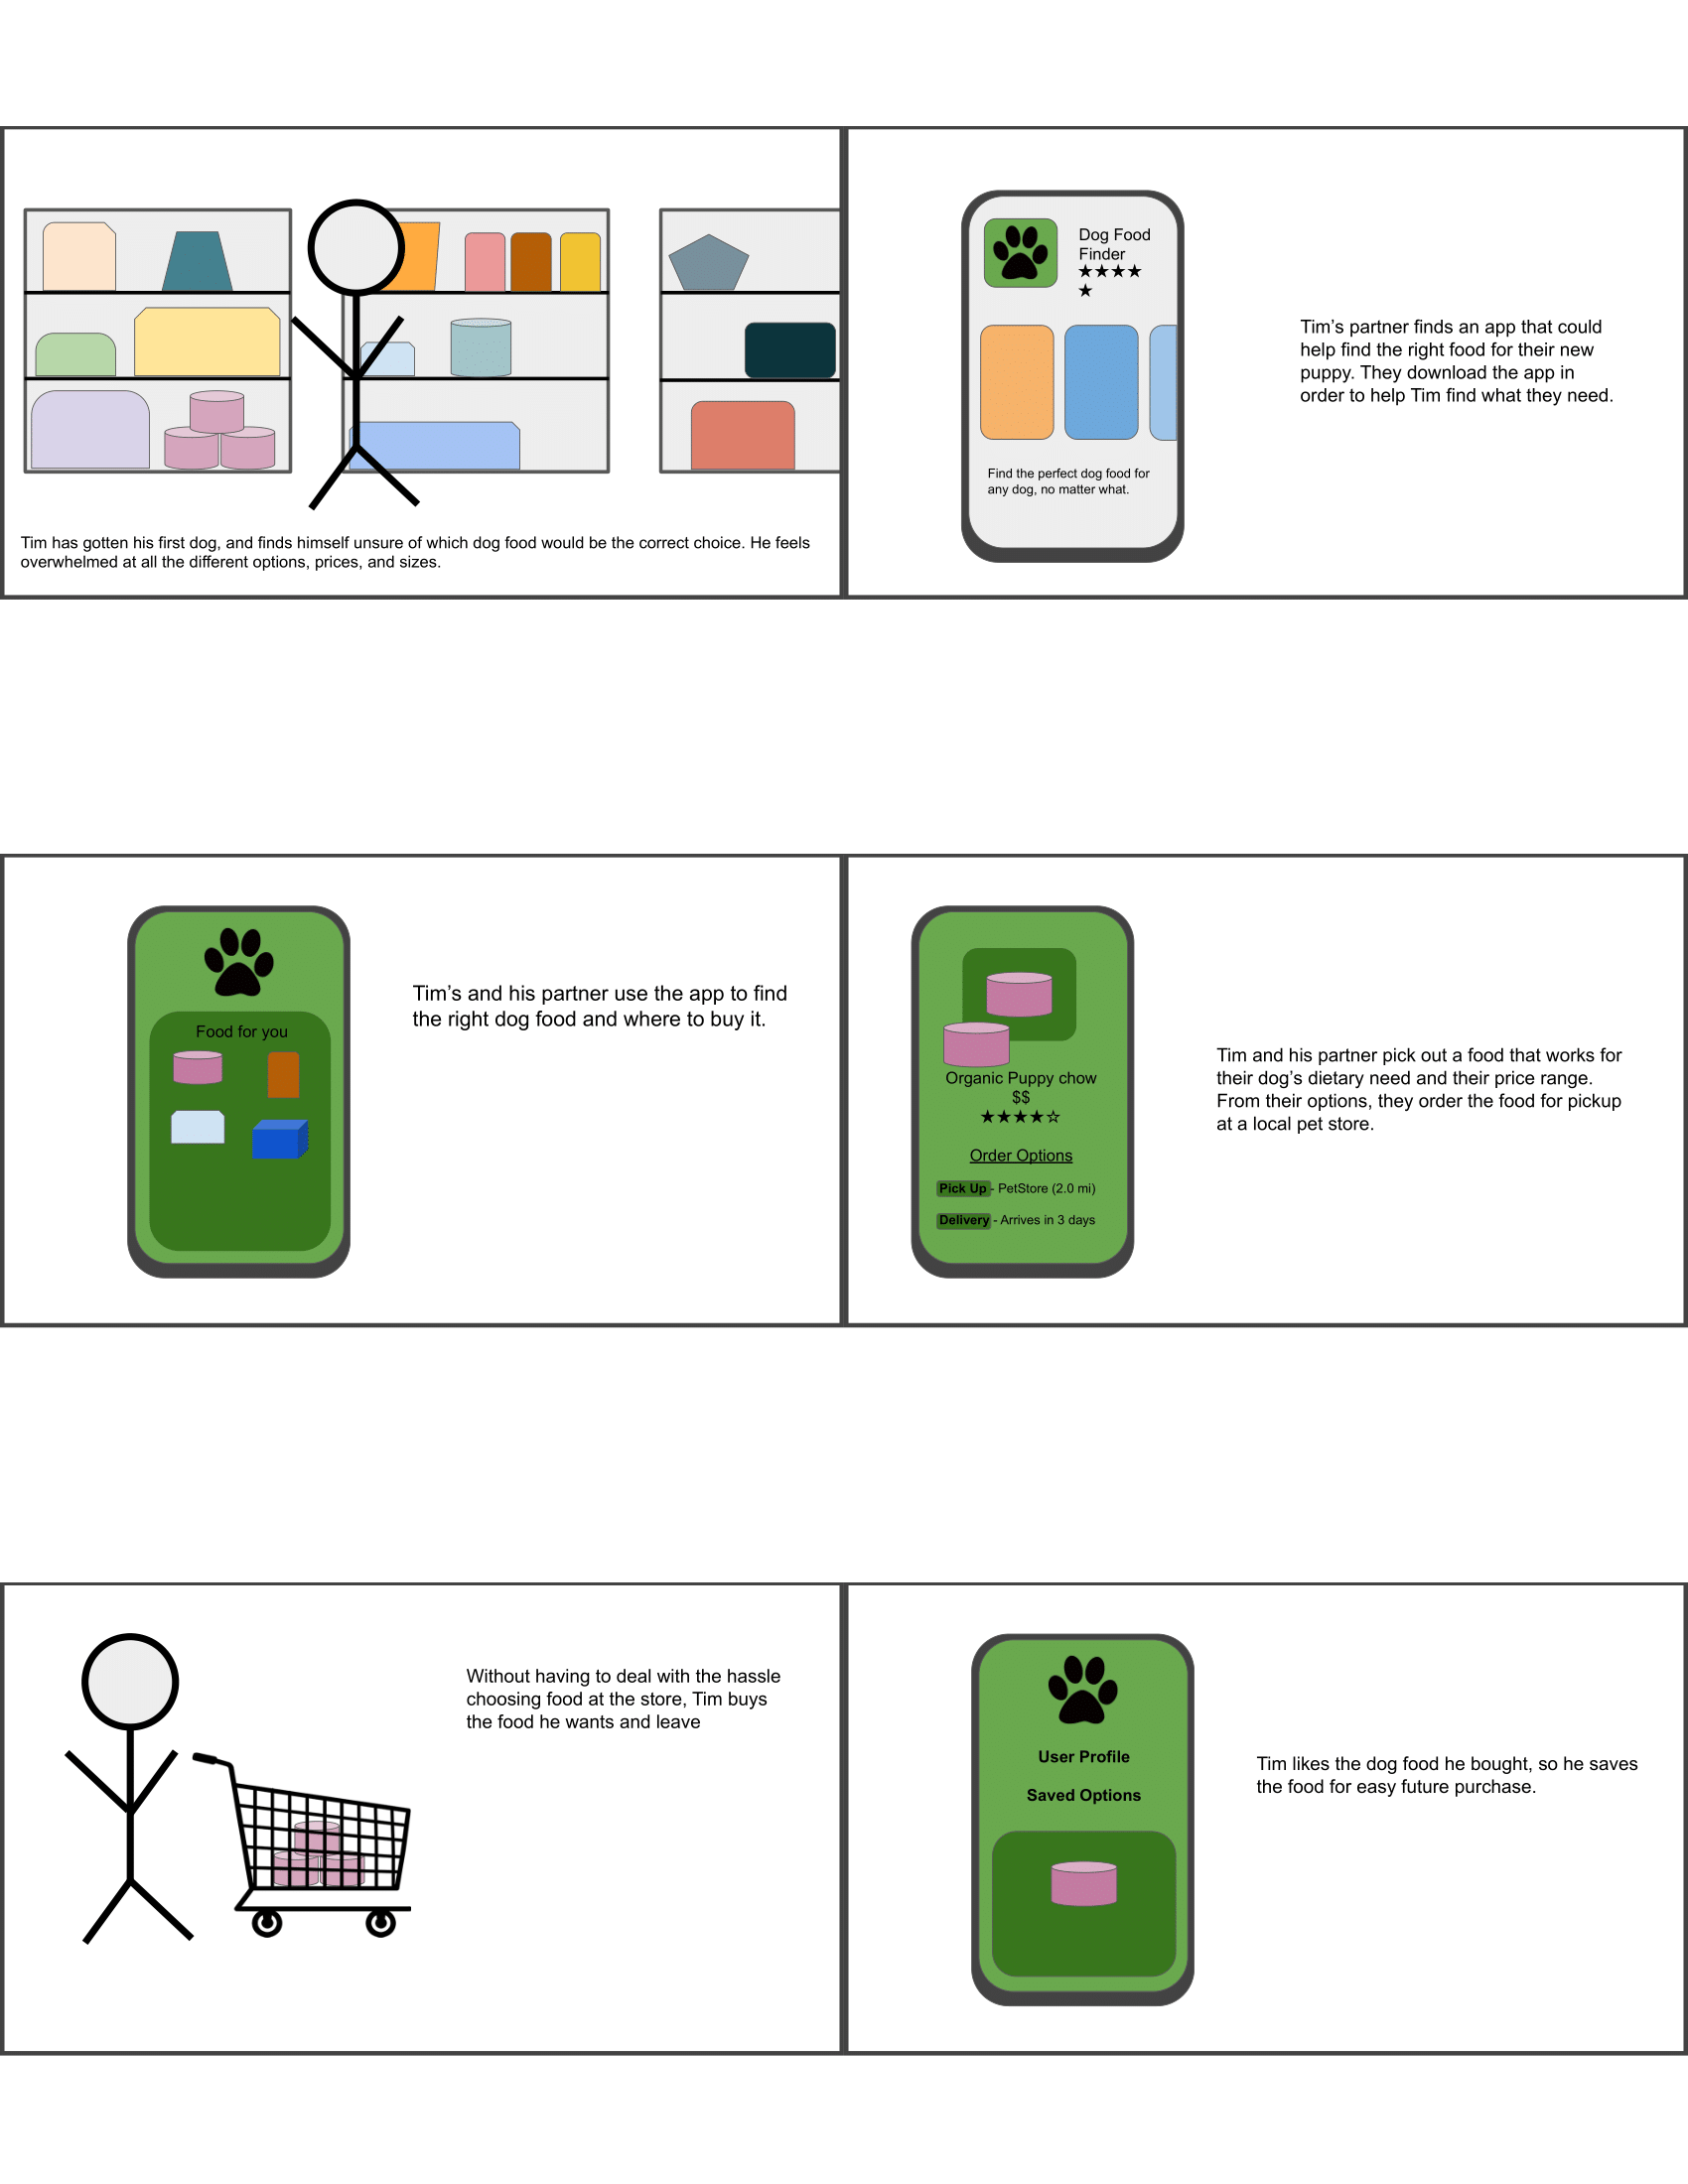 Tim has gotten his first dog, and finds himself unsure of which dog food would be the correct choice. He feels
overwhelmed at all the different options, prices, and sizes.
Dog Food
Finder
★★★★
★
Find the perfect dog food for
any dog, no matter what.
Tim’s partner finds an app that could
help find the right food for their new
puppy. They download the app in
order to help Tim find what they need.
Food for you
Tim’s and his partner use the app to find
the right dog food and where to buy it.
Organic Puppy chow
$$
★★★★☆
Order Options
Pick Up - PetStore (2.0 mi)
Delivery - Arrives in 3 days
Tim and his partner pick out a food that works for
their dog’s dietary need and their price range.
From their options, they order the food for pickup
at a local pet store.
Without having to deal with the hassle
choosing food at the store, Tim buys
the food he wants and leave
User Profile
Saved Options
Tim likes the dog food he bought, so he saves
the food for easy future purchase.